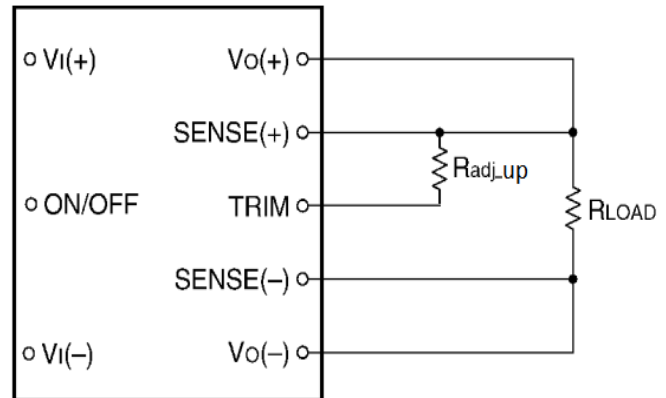 VI(+)
VO(+)
SENSE(+)
Radj_up
ON/OFF
TRIM
RLOAD
SENSE(–)
VI(–)
VO(–)